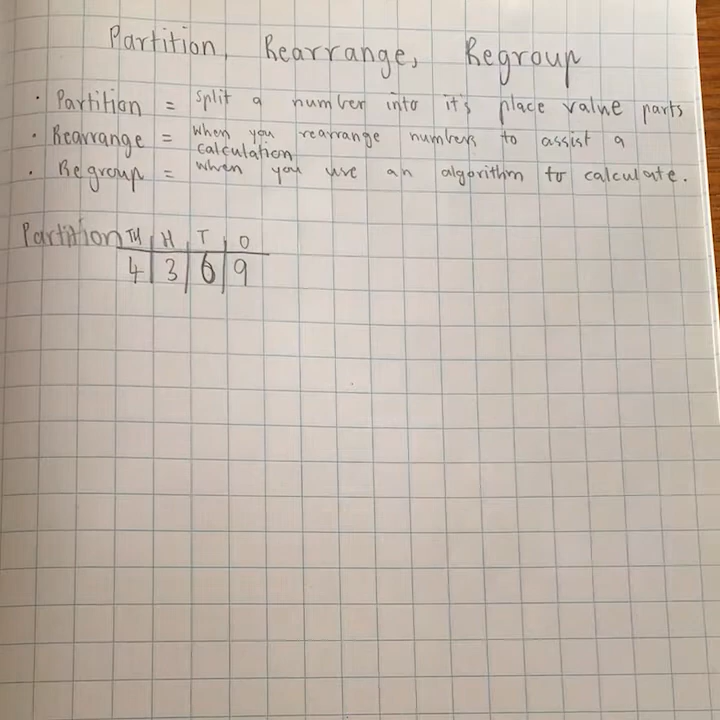 Partition, Rearrange, Regroup
· Partition = split a number into it's place value parts
· Rearrange = when you rearrange numbers to assist a
calculation
· Regroup = when you use an algorithm to calculate.
Partition TH H T O
4 3 6 9